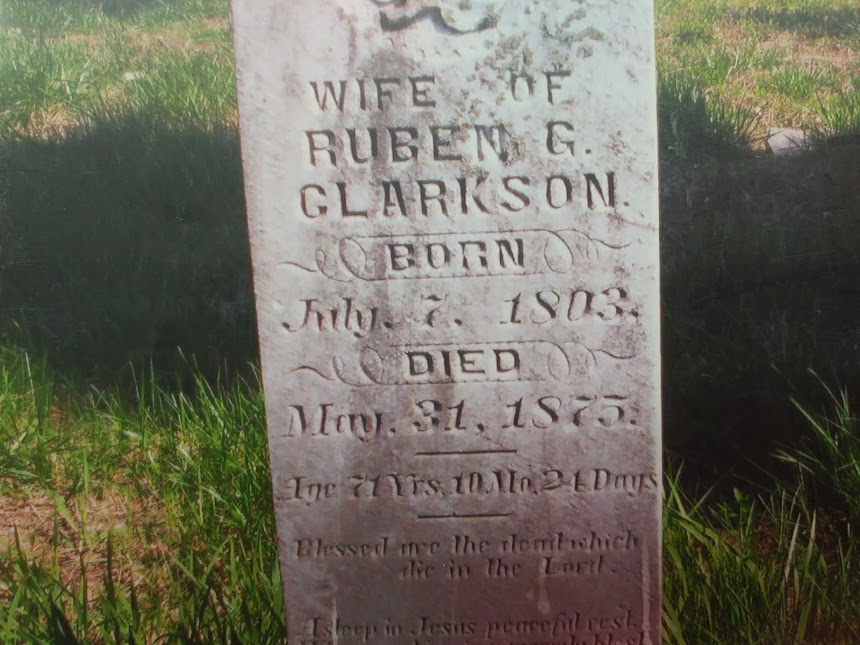 WIFE OF
RUBEN G.
CLARKSON.
BORN
July. 7. 1803.
DIED
May. 31, 1875.
Age 71 Yrs. 10 Mo. 24 Days
Blessed are the dead which
die in the Lord.
Asleep in Jesus peaceful rest.